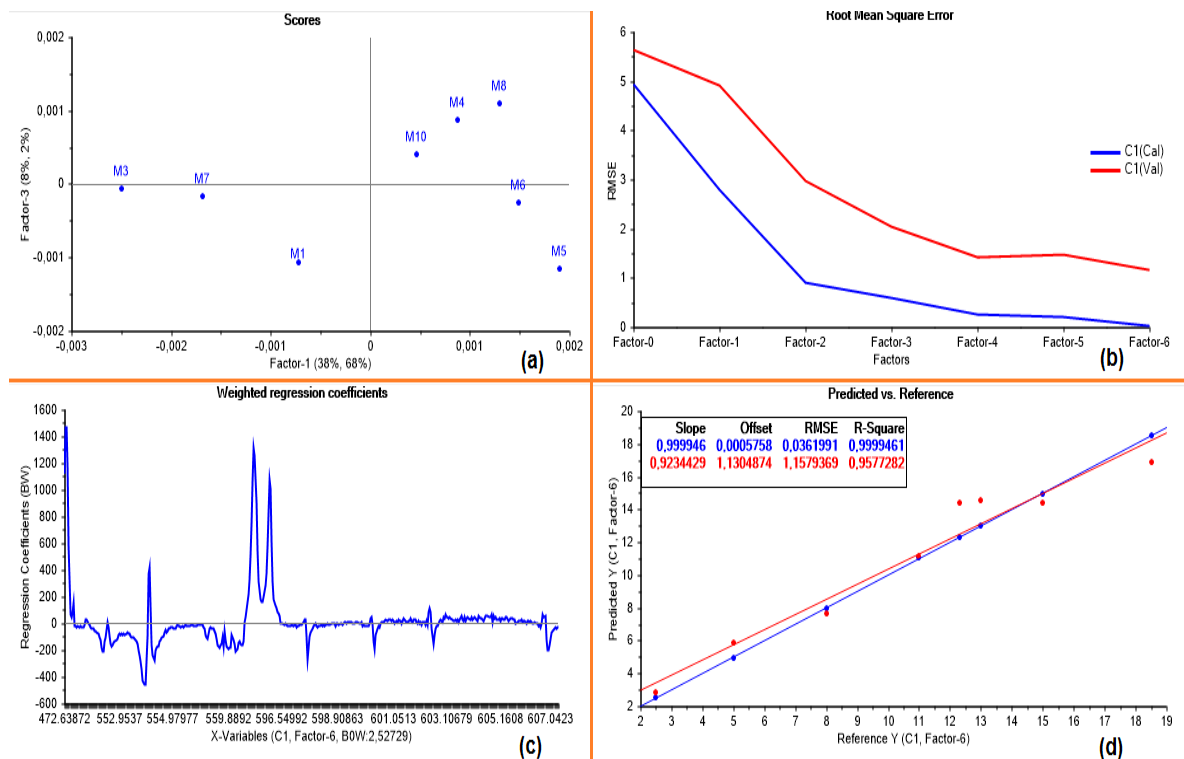 Scores
0,002
0,001
0
-0,001
-0,002
Factor-3 (8%, 2%)
M3
M7
M1
M10
M4
M8
M6
M5
-0,003 -0,002 -0,001 0 0,001 0,002
Factor-1 (38%, 68%)
(a)
Root Mean Square Error
6
5
4
3
2
1
0
RMSE
C1(Cal)
C1(Val)
Factor-0 Factor-1 Factor-2 Factor-3 Factor-4 Factor-5 Factor-6
Factors
(b)
Weighted regression coefficients
1600
1400
1200
1000
800
600
400
200
0
-200
-400
-600
Regression Coefficients (BW)
472.63872 552.9537 554.97977 559.8892 596.54992 598.90863 601.0513 603.10679 605.1608 607.0423
X-Variables (C1, Factor-6, B0W:2,52729)
(c)
Predicted vs. Reference
20
18
16
14
12
10
8
6
4
2
Predicted Y (C1, Factor-6)
Slope Offset RMSE R-Square
0,999946 0,0005758 0,0361991 0,9999461
0,9234429 1,1304874 1,1579369 0,9577282
2 3 4 5 6 7 8 9 10 11 12 13 14 15 16 17 18 19
Reference Y (C1, Factor-6)
(d)